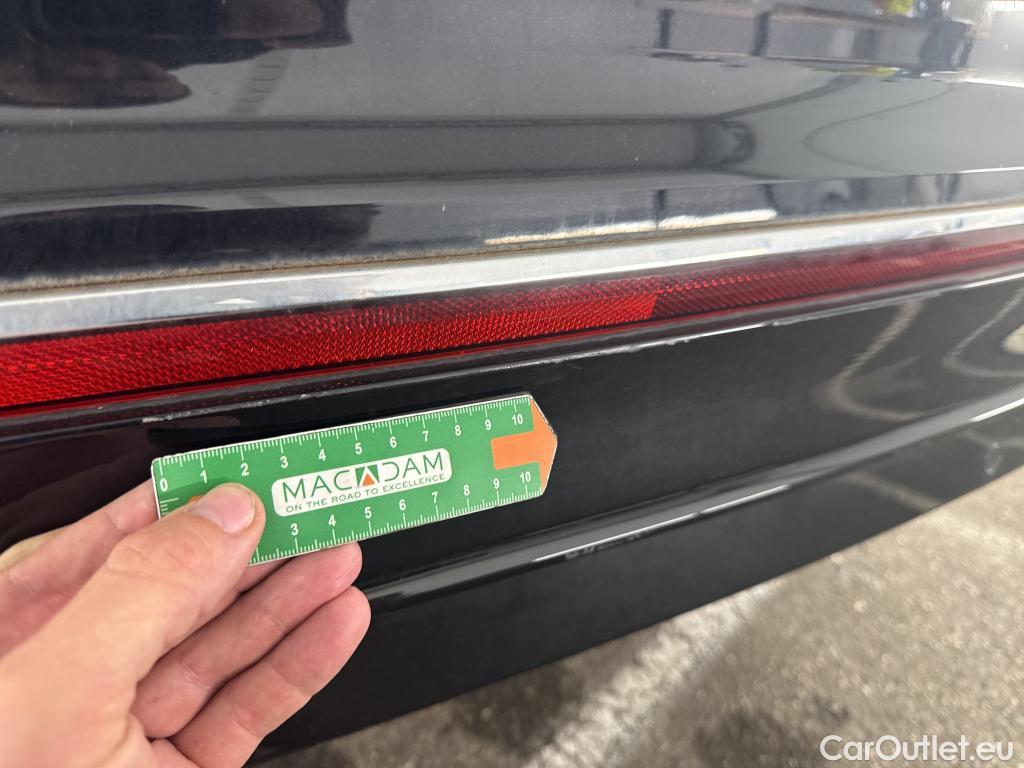 0 1 2 3 4 5 6 7 8 9 10
MACADAM
ON THE ROAD TO EXCELLENCE
3 4 5 6 7 8 9 10
CarOutlet.eu